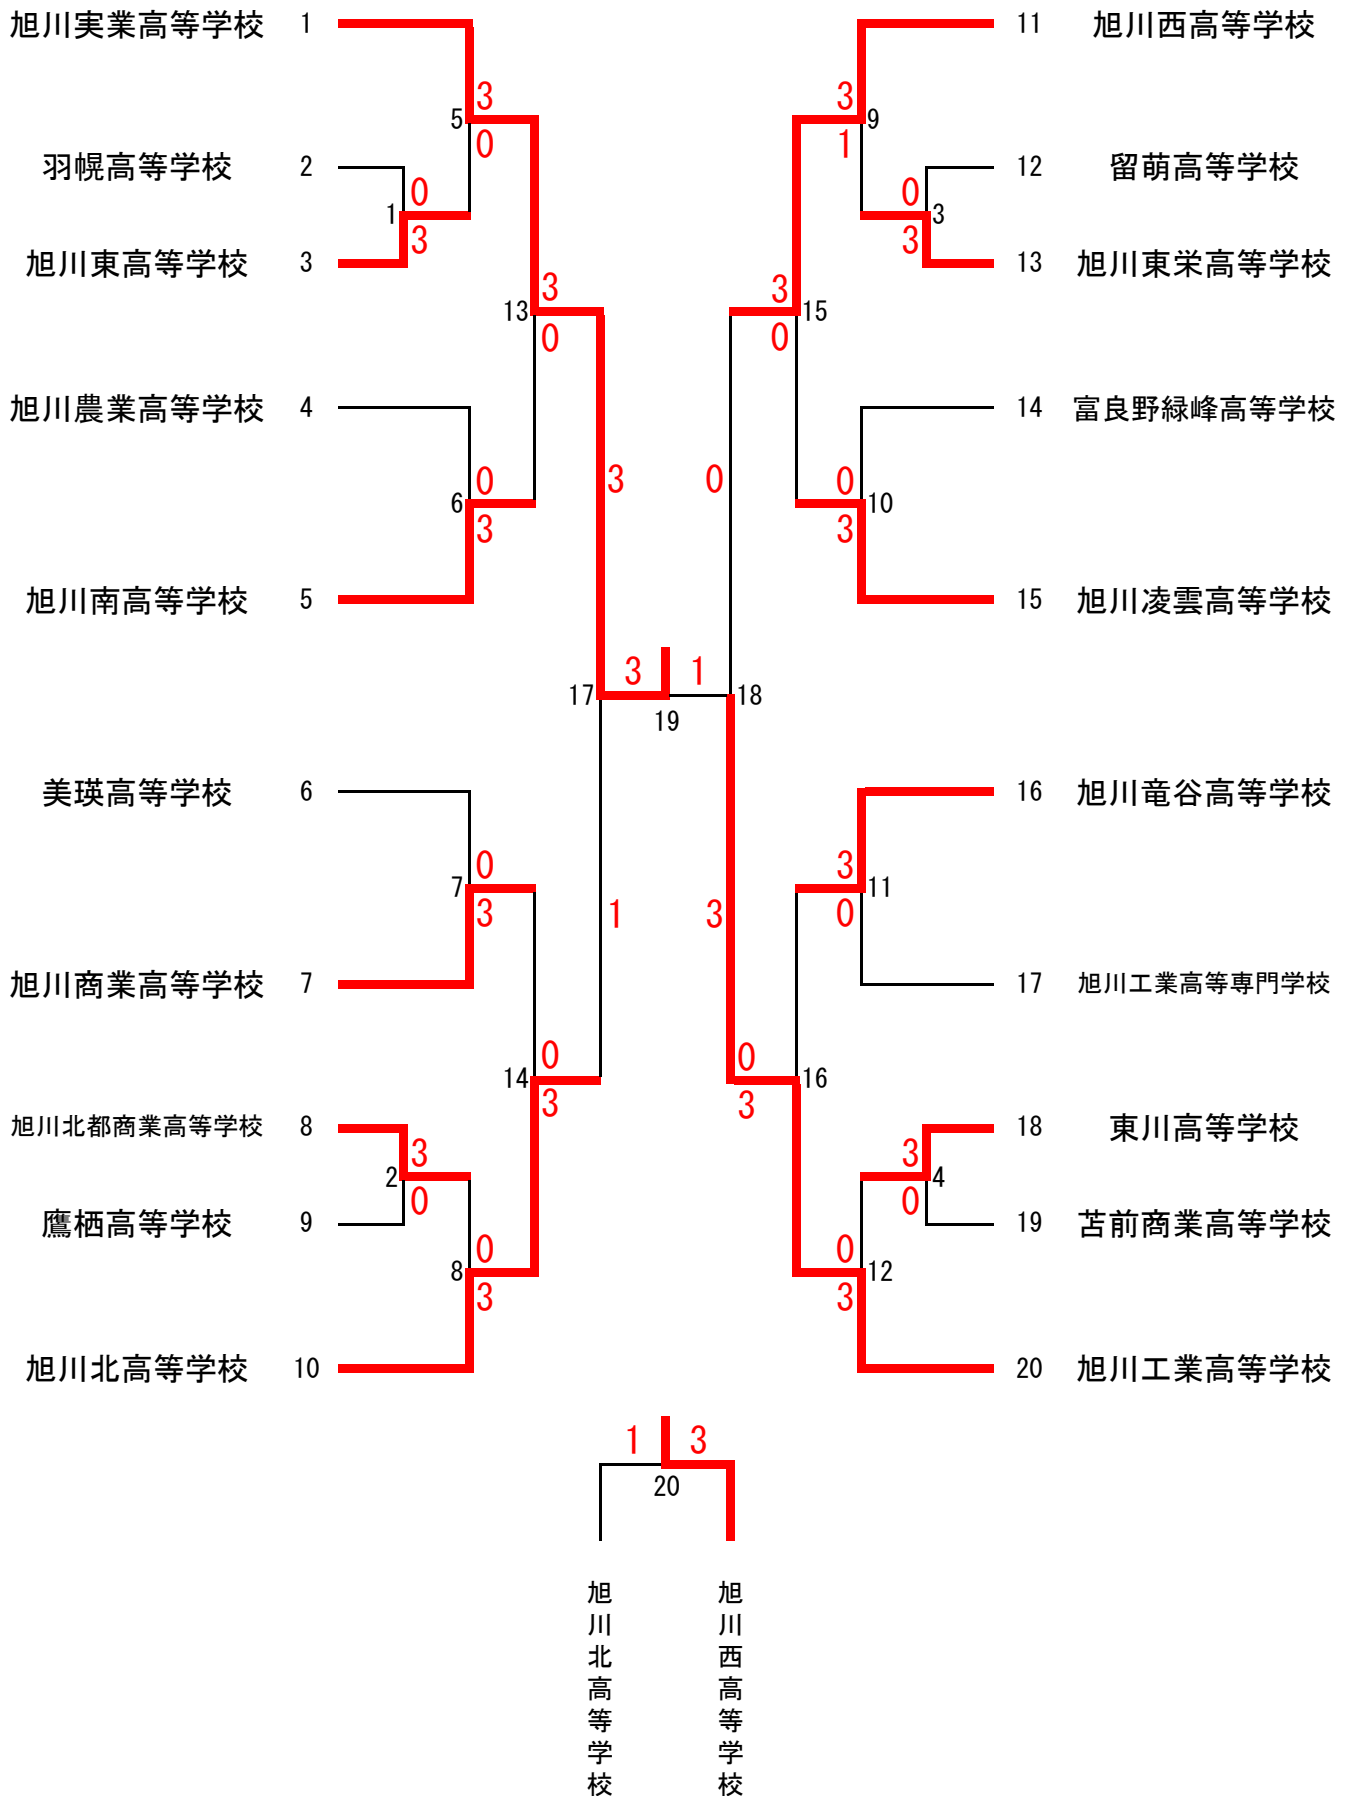 旭川実業高等学校 1
11 旭川西高等学校
3
3
5
9
0
1
羽幌高等学校 2
12 留萌高等学校
0
0
1
3
3
3
旭川東高等学校 3
13 旭川東栄高等学校
3
3
13
15
0
0
旭川農業高等学校 4
14 富良野緑峰高等学校
0
3
0
0
6
10
3
3
旭川南高等学校 5
15 旭川凌雲高等学校
3 1
17
18
19
美瑛高等学校 6
16 旭川竜谷高等学校
0
3
7
11
3
1
3
0
旭川商業高等学校 7
17 旭川工業高等専門学校
0
0
14
16
3
3
旭川北都商業高等学校 8
18 東川高等学校
3
3
2
4
0
0
鷹栖高等学校 9
19 苫前商業高等学校
0
0
8
12
3
3
旭川北高等学校 10
20 旭川工業高等学校
1 3
20
旭川北高等学校
旭川西高等学校